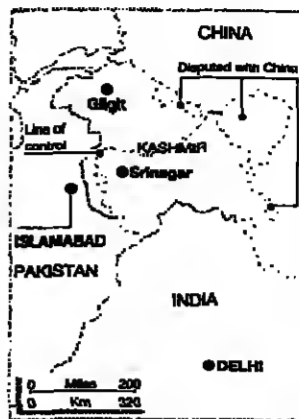 CHINA
Disputed with China
Gilgit
Line of
control
KASHMIR
Srinagar
ISLAMABAD
PAKISTAN
INDIA
0 Miles 200
0 Km 320
DELHI